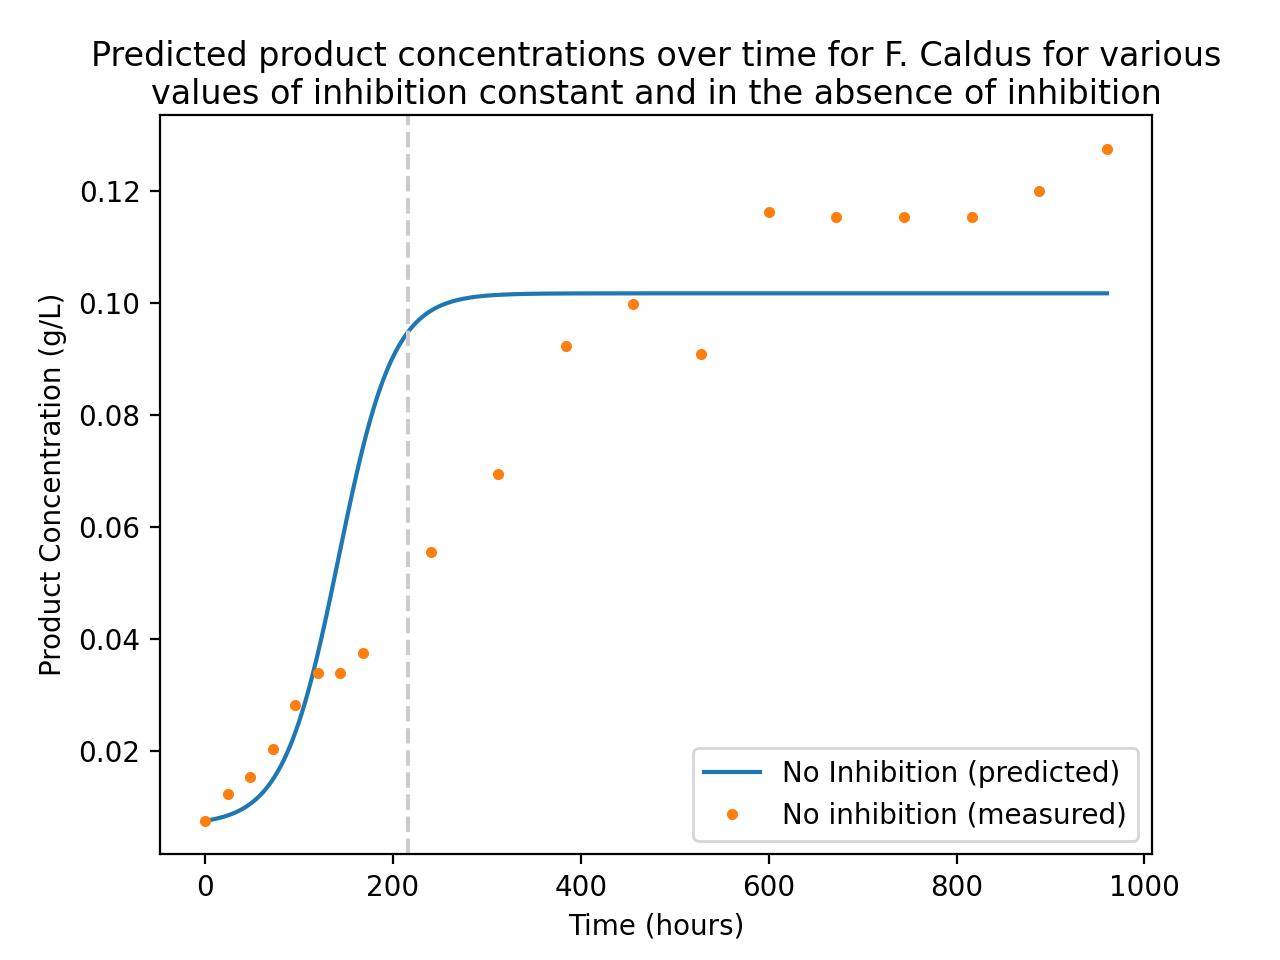 Predicted product concentrations over time for F. Caldus for various
values of inhibition constant and in the absence of inhibition
0.12
0.10
0.08
0.06
0.04
0.02
Product Concentration (g/L)
No Inhibition (predicted)
No inhibition (measured)
0 200 400 600 800 1000
Time (hours)